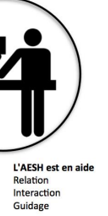 L'AESH est en aide
Relation
Interaction
Guidage